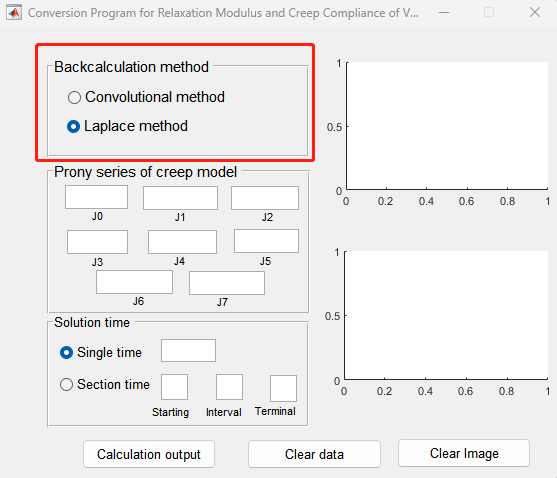 Conversion Program for Relaxation Modulus and Creep Compliance of V...
Backcalculation method
Convolutional method
Laplace method
Prony series of creep model
J0 J1 J2
J3 J4 J5
J6 J7
Solution time
Single time
Section time
Starting Interval Terminal
1
0.5
0
0 0.2 0.4 0.6 0.8 1
1
0.5
0
0 0.2 0.4 0.6 0.8 1
Calculation output Clear data Clear Image